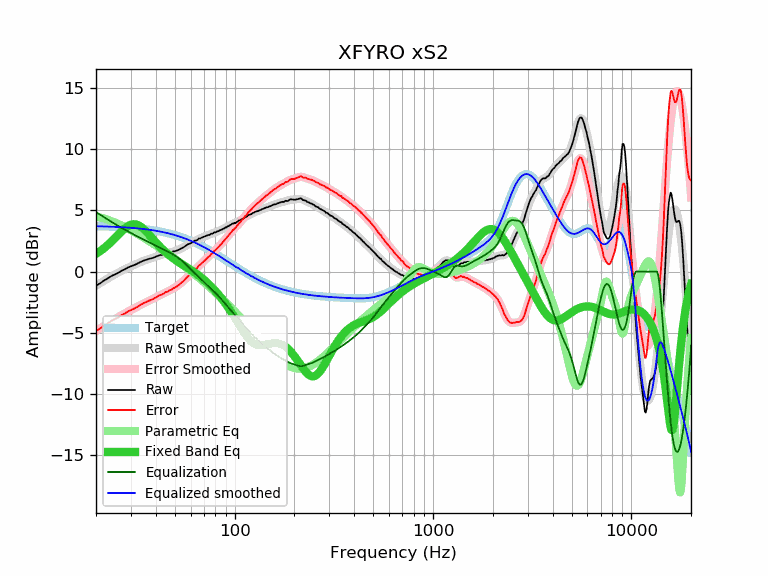 XFYRO xS2
Amplitude (dBr)
15
10
5
0
−5
−10
−15
Target
Raw Smoothed
Error Smoothed
Raw
Error
Parametric Eq
Fixed Band Eq
Equalization
Equalized smoothed
100
1000
10000
Frequency (Hz)